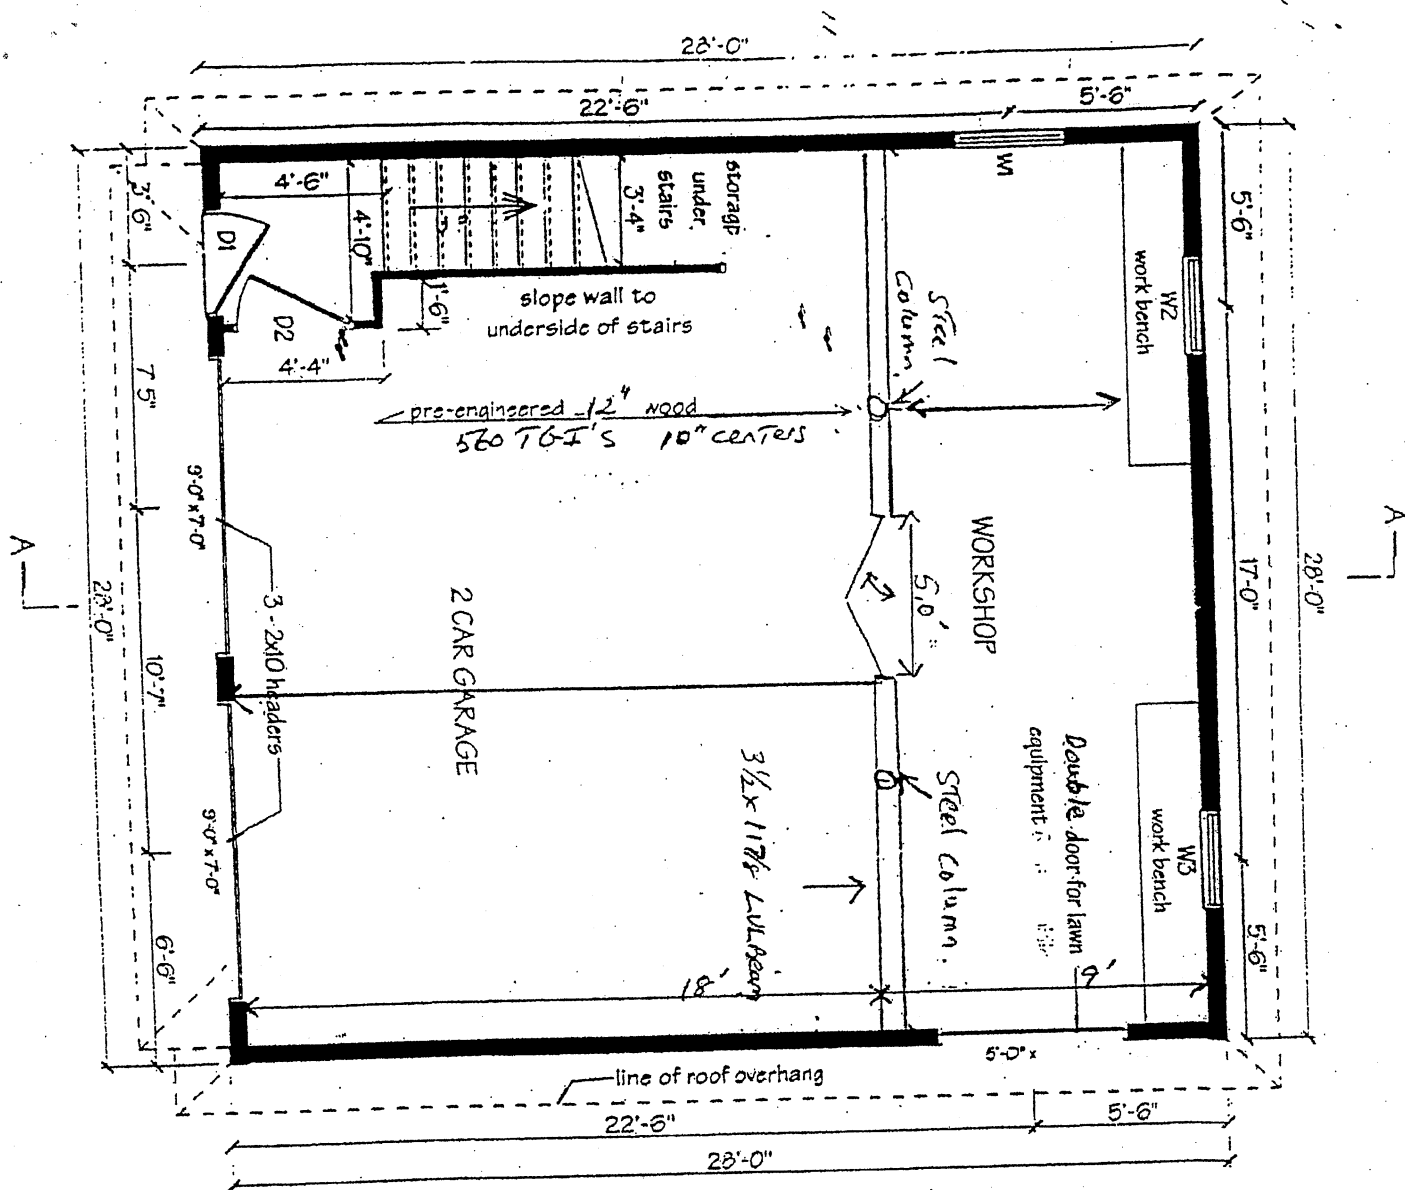 28'-0"
22'-6"
5'-6"
4'-6"
3'-4"
storage
under
stairs
W1
3'6"
D1
4'-10"
5'-6"
1'-6"
slope wall to
underside of stairs
Steel
Column
W2
work bench
D2
4'-4"
7'5"
pre-engineered 12" wood
560 TGI'S 10" centers
9'-0" x 7'-0"
A
A
WORKSHOP
5,0'
17'-0"
28'-0"
28'-0"
3 - 2x10 headers
2 CAR GARAGE
10'-7"
3 1/2 x 11 7/8 LVL Beam
Steel Column.
Double door for lawn
equipment
W3
work bench
9'-0" x 7'-0"
6'-6"
5'-6"
18'
9'
5'-0" x
line of roof overhang
22'-6"
5'-6"
28'-0"